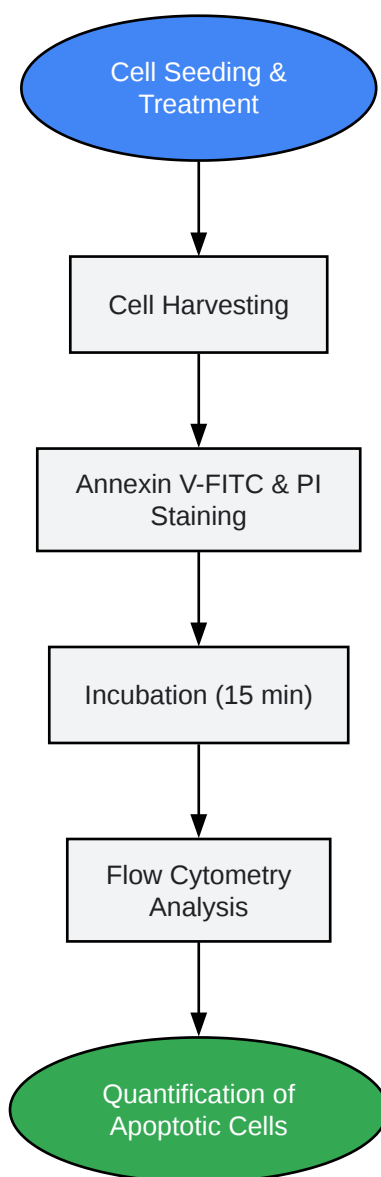 Cell Seeding &
Treatment
Cell Harvesting
Annexin V-FITC & PI
Staining
Incubation (15 min)
Flow Cytometry
Analysis
Quantification of
Apoptotic Cells